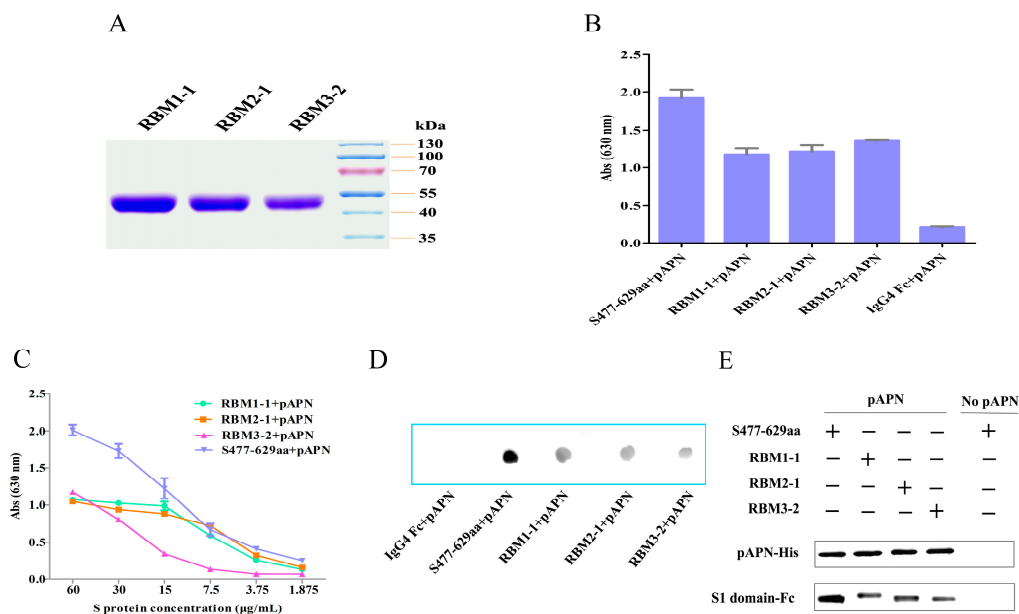 A
RBM1-1 RBM2-1 RBM3-2
kDa
130
100
70
55
40
35
B
Abs (630 nm)
2.5
2.0
1.5
1.0
0.5
0.0
S477-629aa+pAPN RBM1-1+pAPN RBM2-1+pAPN RBM3-2+pAPN IgG4 Fc+pAPN
C
Abs (630 nm)
2.5
2.0
1.5
1.0
0.5
0.0
RBM1-1+pAPN
RBM2-1+pAPN
RBM3-2+pAPN
S477-629aa+pAPN
60 30 15 7.5 3.75 1.875
S protein concentration (μg/mL)
D
IgG4 Fc+pAPN S477-629aa+pAPN RBM1-1+pAPN RBM2-1+pAPN RBM3-2+pAPN
E
pAPN No pAPN
S477-629aa + − − − +
RBM1-1 − + − − −
RBM2-1 − − + − −
RBM3-2 − − − + −
pAPN-His
S1 domain-Fc